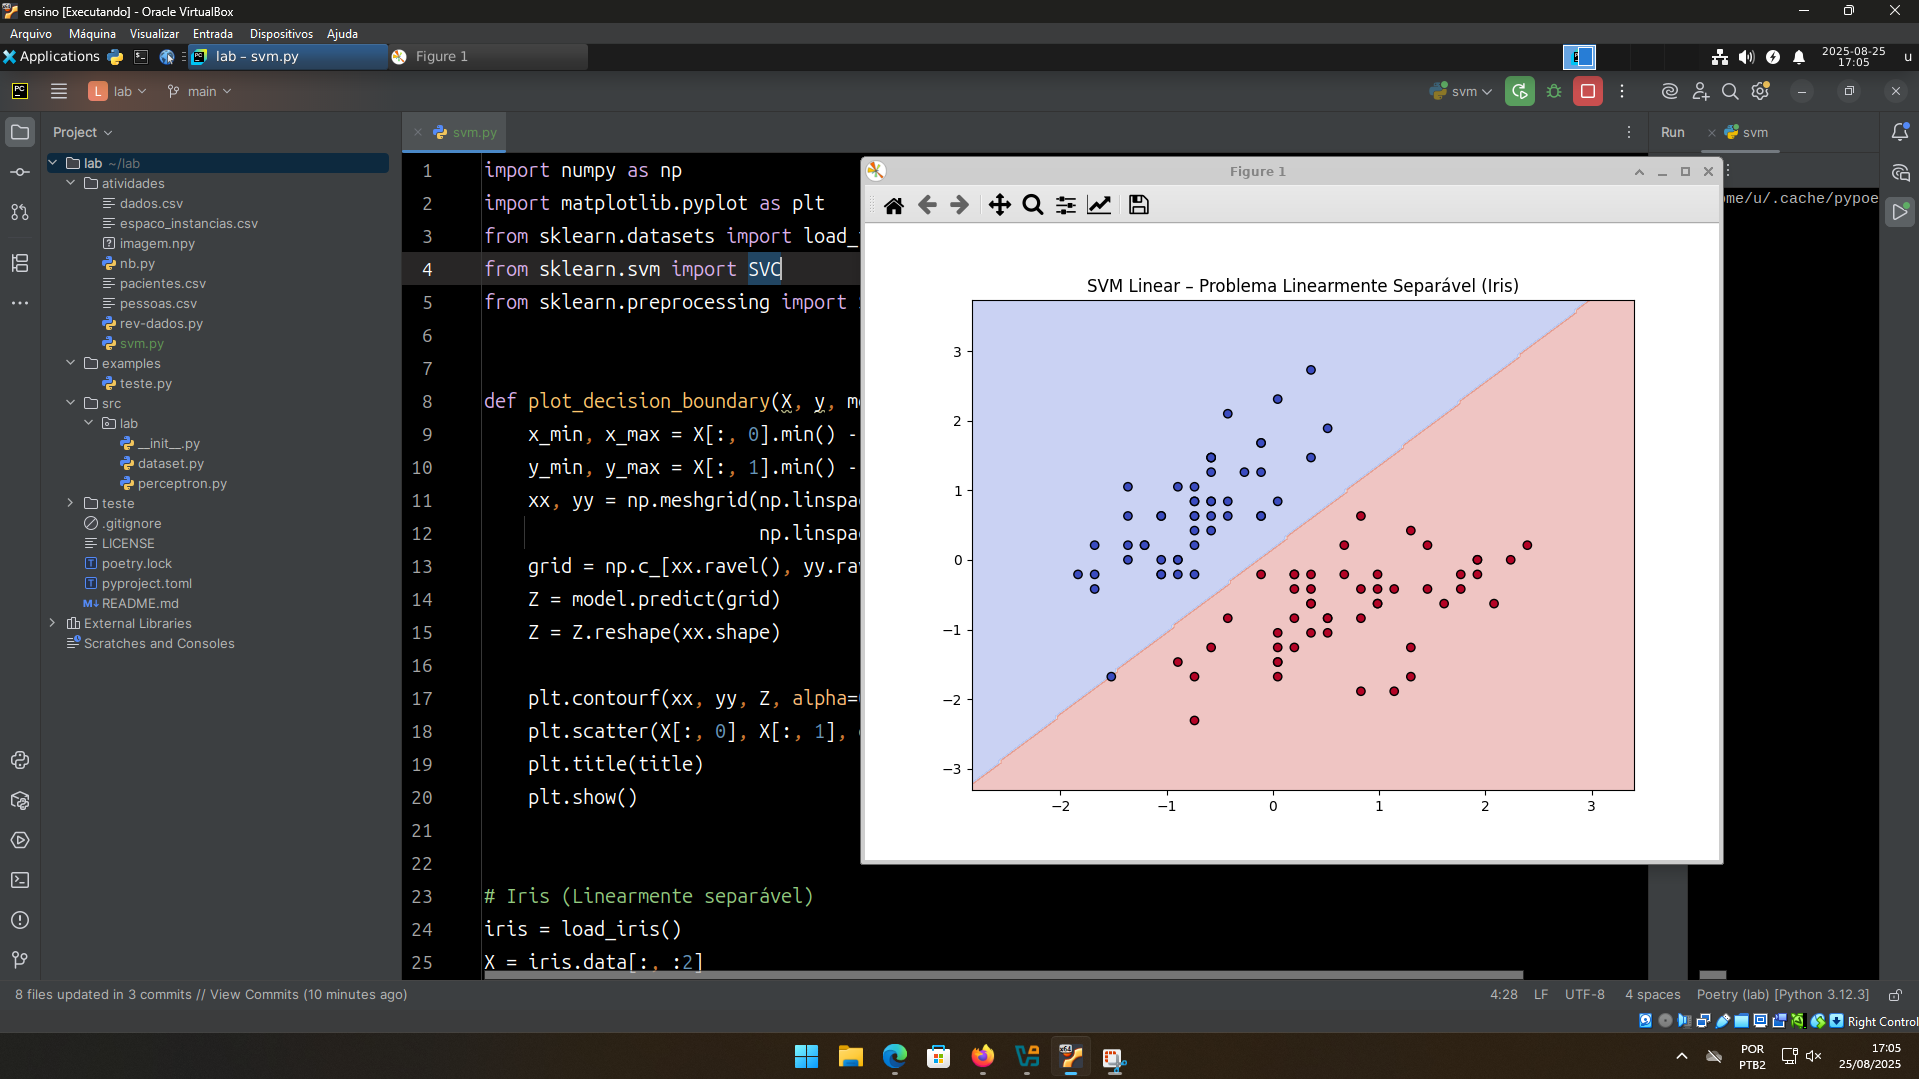 ensino [Executando] - Oracle VirtualBox
Arquivo Máquina Visualizar Entrada Dispositivos Ajuda
Applications lab – svm.py Figure 1 2025-08-25 17:05 u
lab main svm
Project svm.py Run svm
lab ~/lab
atividades
dados.csv
espaco_instancias.csv
imagem.npy
nb.py
pacientes.csv
pessoas.csv
rev-dados.py
svm.py
examples
teste.py
src
lab
__init__.py
dataset.py
perceptron.py
teste
.gitignore
LICENSE
poetry.lock
pyproject.toml
README.md
External Libraries
Scratches and Consoles
1 import numpy as np
2 import matplotlib.pyplot as plt
3 from sklearn.datasets import load_
4 from sklearn.svm import SVC
5 from sklearn.preprocessing import
6
7
8 def plot_decision_boundary(X, y, m
9 x_min, x_max = X[:, 0].min() -
10 y_min, y_max = X[:, 1].min() -
11 xx, yy = np.meshgrid(np.linspa
12 np.linspa
13 grid = np.c_[xx.ravel(), yy.ra
14 Z = model.predict(grid)
15 Z = Z.reshape(xx.shape)
16
17 plt.contourf(xx, yy, Z, alpha=
18 plt.scatter(X[:, 0], X[:, 1],
19 plt.title(title)
20 plt.show()
21
22
23 # Iris (Linearmente separável)
24 iris = load_iris()
25 X = iris.data[:, :2]
Figure 1
SVM Linear – Problema Linearmente Separável (Iris)
3
2
1
0
−1
−2
−3
−2 −1 0 1 2 3
ome/u/.cache/pypoe
8 files updated in 3 commits // View Commits (10 minutes ago) 4:28 LF UTF-8 4 spaces Poetry (lab) [Python 3.12.3]
Right Control
POR
PTB2
17:05
25/08/2025